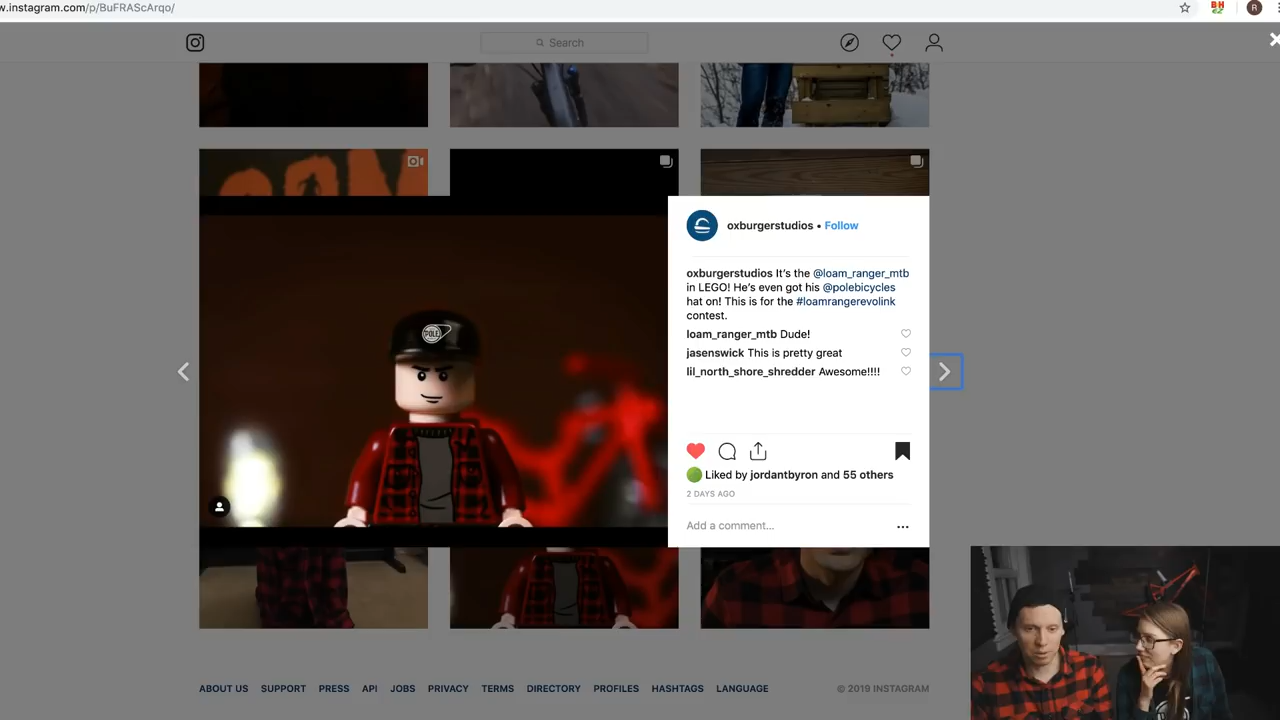 w.instagram.com/p/BuFRAScArqo/
BH
R
Search
oxburgerstudios • Follow
oxburgerstudios It's the @loam_ranger_mtb
in LEGO! He's even got his @polebicycles
hat on! This is for the #loamrangerevolink
contest.
loam_ranger_mtb Dude!
jasenswick This is pretty great
lil_north_shore_shredder Awesome!!!!
POLE
Liked by jordantbyron and 55 others
2 DAYS AGO
Add a comment...
ABOUT US SUPPORT PRESS API JOBS PRIVACY TERMS DIRECTORY PROFILES HASHTAGS LANGUAGE © 2019 INSTAGRAM